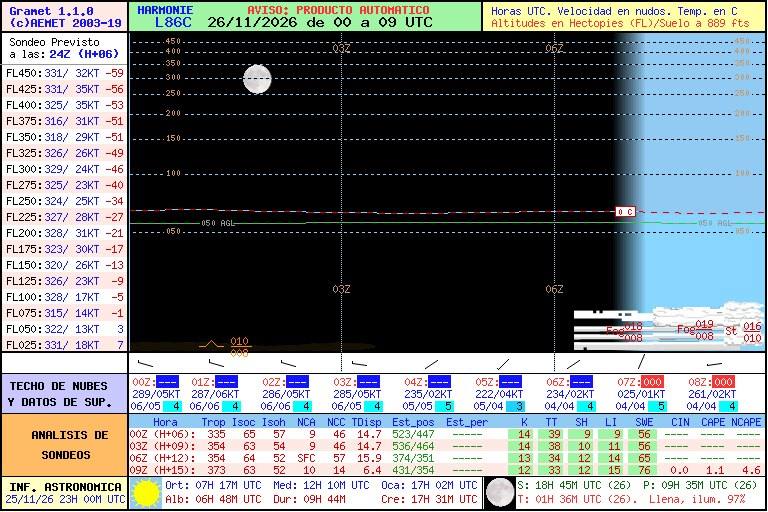 Gramet 1.1.0
(c)AEMET 2003-19
HARMONIE
L86C
AVISO: PRODUCTO AUTOMATICO
26/11/2026 de 00 a 09 UTC
Horas UTC. Velocidad en nudos. Temp. en C
Altitudes en Hectopies (FL)/Suelo a 889 fts
Sondeo Previsto
a las: 24Z (H+06)
FL450: 331/ 32KT -59
FL425: 331/ 35KT -56
FL400: 325/ 35KT -53
FL375: 316/ 31KT -51
FL350: 318/ 29KT -51
FL325: 326/ 26KT -49
FL300: 329/ 24KT -46
FL275: 325/ 23KT -40
FL250: 324/ 25KT -34
FL225: 327/ 28KT -27
FL200: 328/ 31KT -21
FL175: 323/ 30KT -17
FL150: 320/ 26KT -13
FL125: 326/ 23KT -9
FL100: 328/ 17KT -5
FL075: 315/ 14KT -1
FL050: 322/ 13KT 3
FL025: 331/ 18KT 7
03Z 06Z
450 450
400 400
350 350
300 300
250 250
200 200
150 150
100 100
0 C
050 AGL 050 AGL
050 050
03Z 06Z
010
008
Fog 018
008
Fog 019
008
St 016
010
TECHO DE NUBES
Y DATOS DE SUP.
00Z: --- 01Z: --- 02Z: --- 03Z: --- 04Z: --- 05Z: --- 06Z: --- 07Z: 000 08Z: 000
289/05KT 287/06KT 286/05KT 285/05KT 235/02KT 222/04KT 234/02KT 025/01KT 261/02KT
06/05 4 06/05 4 06/05 4 05/04 4 05/04 4 05/04 3 04/04 4 04/04 5 04/04 4
ANALISIS DE
SONDEOS
Hora Trop Isoc Isoh NCA NCC TDisp Est_pos Est_per K TT SH LI SWE CIN CAPE NCAPE
00Z (H+06): 335 65 57 9 46 14.7 523/447 ----- 14 39 9 9 56 ---- ---- ----
03Z (H+09): 354 63 54 9 46 14.7 536/464 ----- 14 38 10 9 56 ---- ---- ----
06Z (H+12): 354 64 52 SFC 57 15.9 374/351 ----- 13 34 12 14 65 ---- ---- ----
09Z (H+15): 373 63 52 10 14 6.4 431/354 ----- 12 33 12 15 76 0.0 1.1 4.6
INF. ASTRONOMICA
25/11/26 23H 00M UTC
Ort: 07H 17M UTC Med: 12H 10M UTC Oca: 17H 02M UTC
Alb: 06H 48M UTC Dur: 09H 44M Cre: 17H 31M UTC
S: 18H 45M UTC (26) P: 09H 35M UTC (26)
T: 01H 36M UTC (26). Llena, ilum. 97%